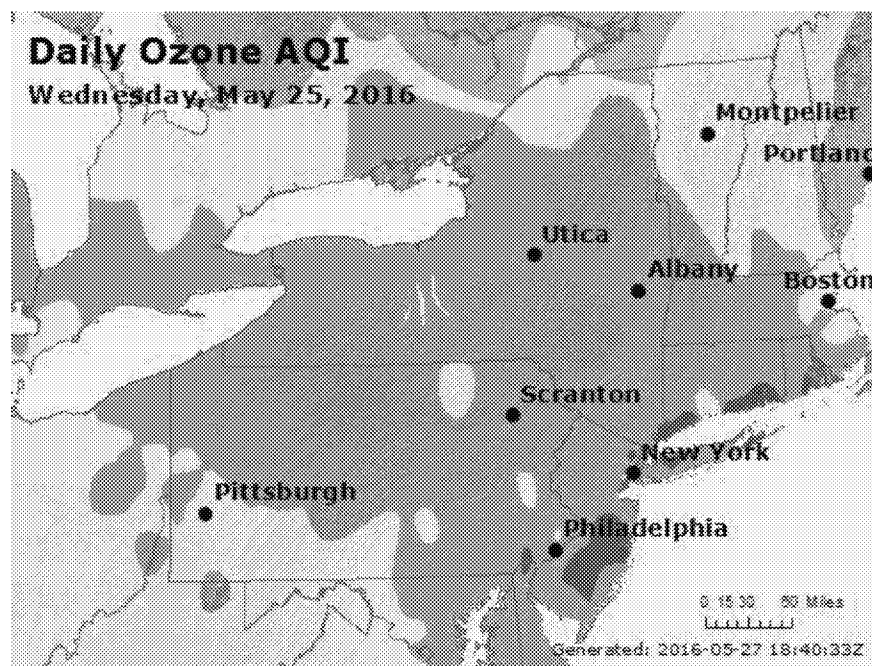 Daily Ozone AQI
Wednesday, May 25, 2016
Montpelier
Portland
Utica
Albany
Boston
Scranton
New York
Pittsburgh
Philadelphia
0 15 30 60 Miles
Generated: 2016-05-27 18:40:33Z